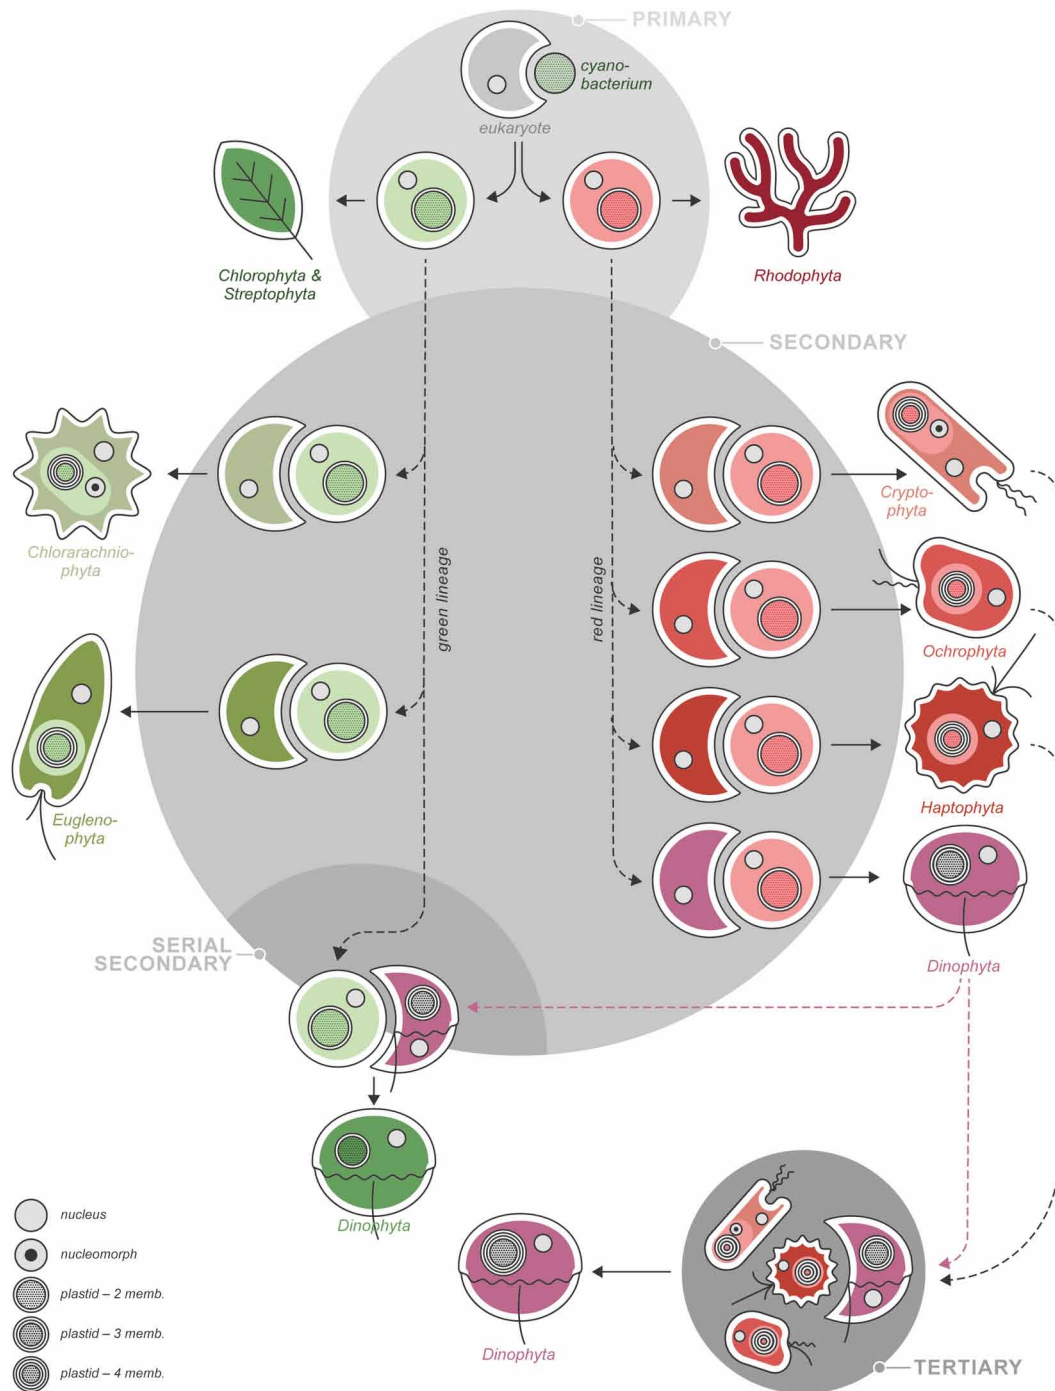 PRIMARY
cyano-
bacterium
eukaryote
Chlorophyta &
Streptophyta
Rhodophyta
SECONDARY
Crypto-
phyta
Chlorarachnio-
phyta
green lineage
red lineage
Ochrophyta
Eugleno-
phyta
Haptophyta
SERIAL
SECONDARY
Dinophyta
Dinophyta
nucleus
nucleomorph
plastid – 2 memb.
plastid – 3 memb.
plastid – 4 memb.
Dinophyta
TERTIARY